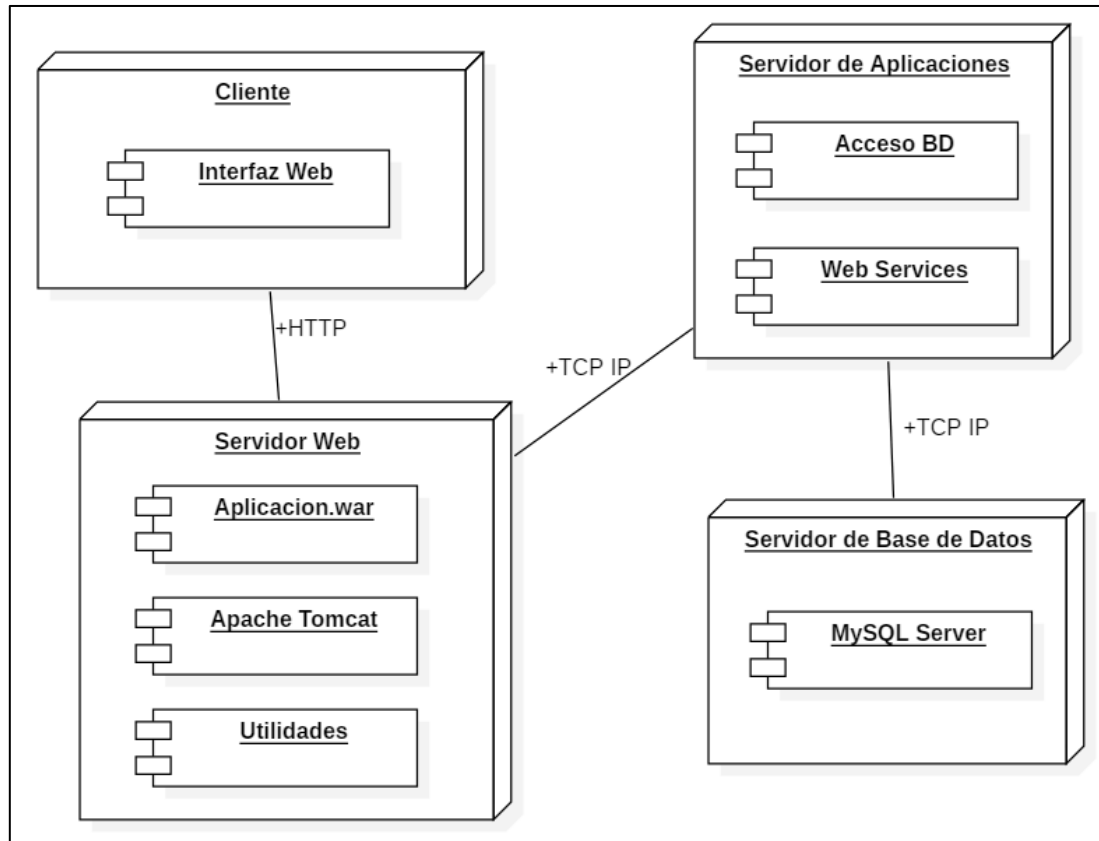 Cliente
Interfaz Web
+HTTP
Servidor Web
Aplicacion.war
Apache Tomcat
Utilidades
+TCP IP
Servidor de Aplicaciones
Acceso BD
Web Services
+TCP IP
Servidor de Base de Datos
MySQL Server